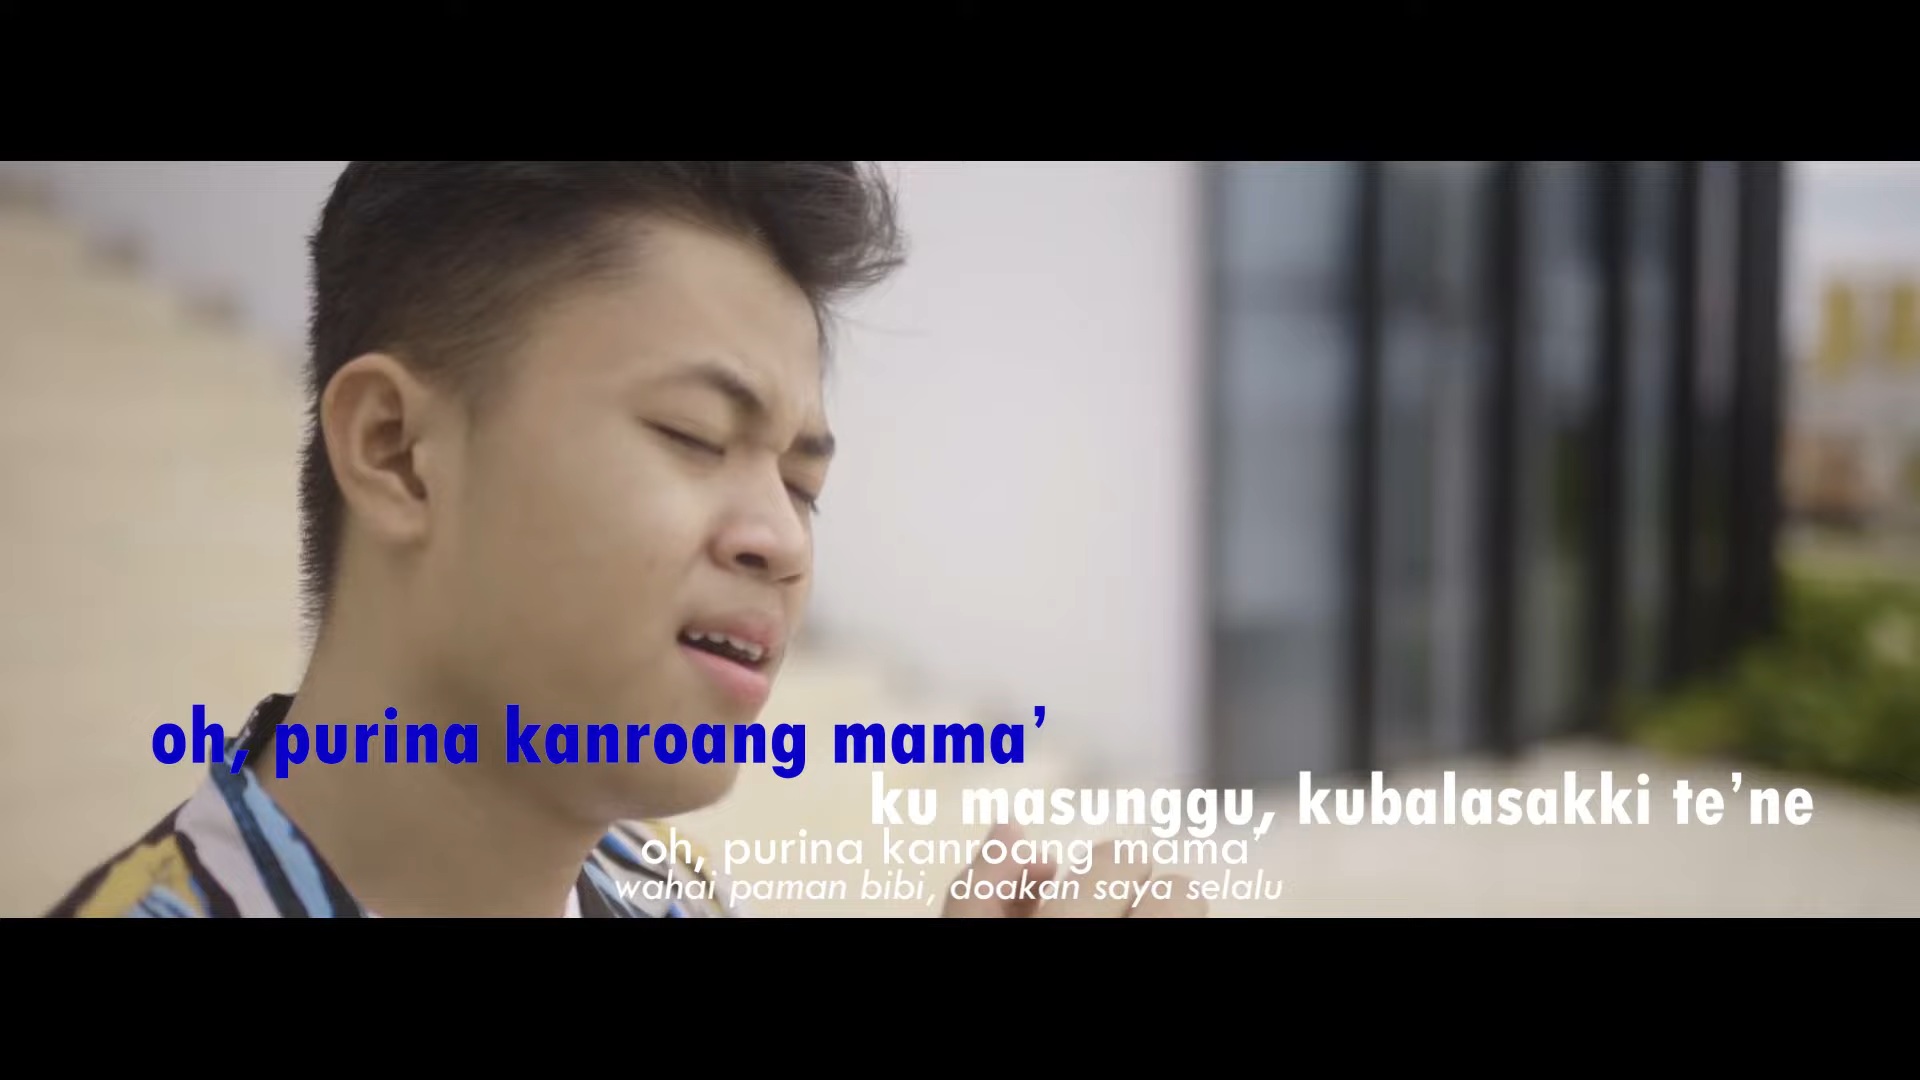 oh, purina kanroang mama’
ku masunggu, kubalasakki te’ne
oh, purina kanroang mama’
wahai paman bibi, doakan saya selalu